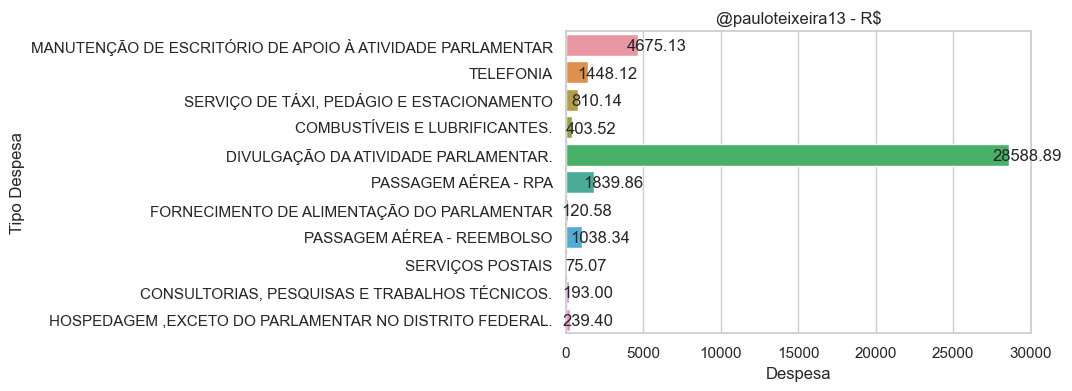 @pauloteixeira13 - R$
Tipo Despesa
MANUTENÇÃO DE ESCRITÓRIO DE APOIO À ATIVIDADE PARLAMENTAR 4675.13
TELEFONIA 1448.12
SERVIÇO DE TÁXI, PEDÁGIO E ESTACIONAMENTO 810.14
COMBUSTÍVEIS E LUBRIFICANTES. 403.52
DIVULGAÇÃO DA ATIVIDADE PARLAMENTAR. 28588.89
PASSAGEM AÉREA - RPA 1839.86
FORNECIMENTO DE ALIMENTAÇÃO DO PARLAMENTAR 120.58
PASSAGEM AÉREA - REEMBOLSO 1038.34
SERVIÇOS POSTAIS 75.07
CONSULTORIAS, PESQUISAS E TRABALHOS TÉCNICOS. 193.00
HOSPEDAGEM ,EXCETO DO PARLAMENTAR NO DISTRITO FEDERAL. 239.40
0 5000 10000 15000 20000 25000 30000
Despesa